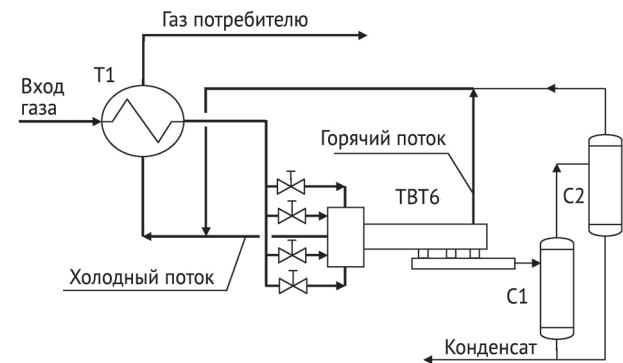 Газ потребителю
Т1
Вход
газа
Горячий поток
ТВТ6
С2
Холодный поток
С1
Конденсат